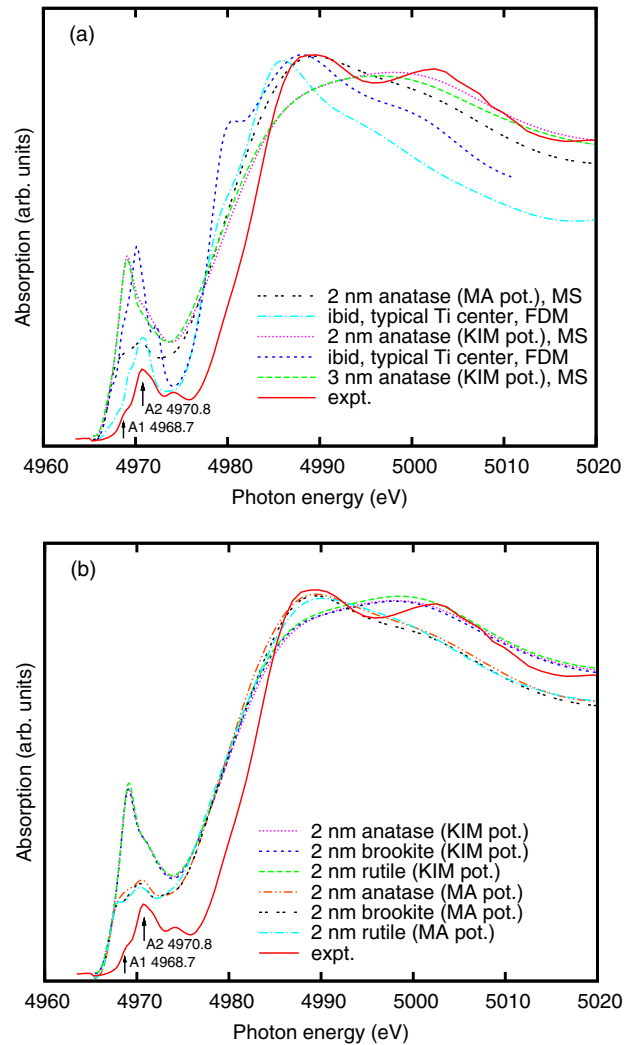 (a)
Absorption (arb. units)
2 nm anatase (MA pot.), MS
ibid, typical Ti center, FDM
2 nm anatase (KIM pot.), MS
ibid, typical Ti center, FDM
3 nm anatase (KIM pot.), MS
expt.
A2 4970.8
A1 4968.7
4960 4970 4980 4990 5000 5010 5020
Photon energy (eV)
(b)
Absorption (arb. units)
2 nm anatase (KIM pot.)
2 nm brookite (KIM pot.)
2 nm rutile (KIM pot.)
2 nm anatase (MA pot.)
2 nm brookite (MA pot.)
2 nm rutile (MA pot.)
expt.
A2 4970.8
A1 4968.7
4960 4970 4980 4990 5000 5010 5020
Photon energy (eV)